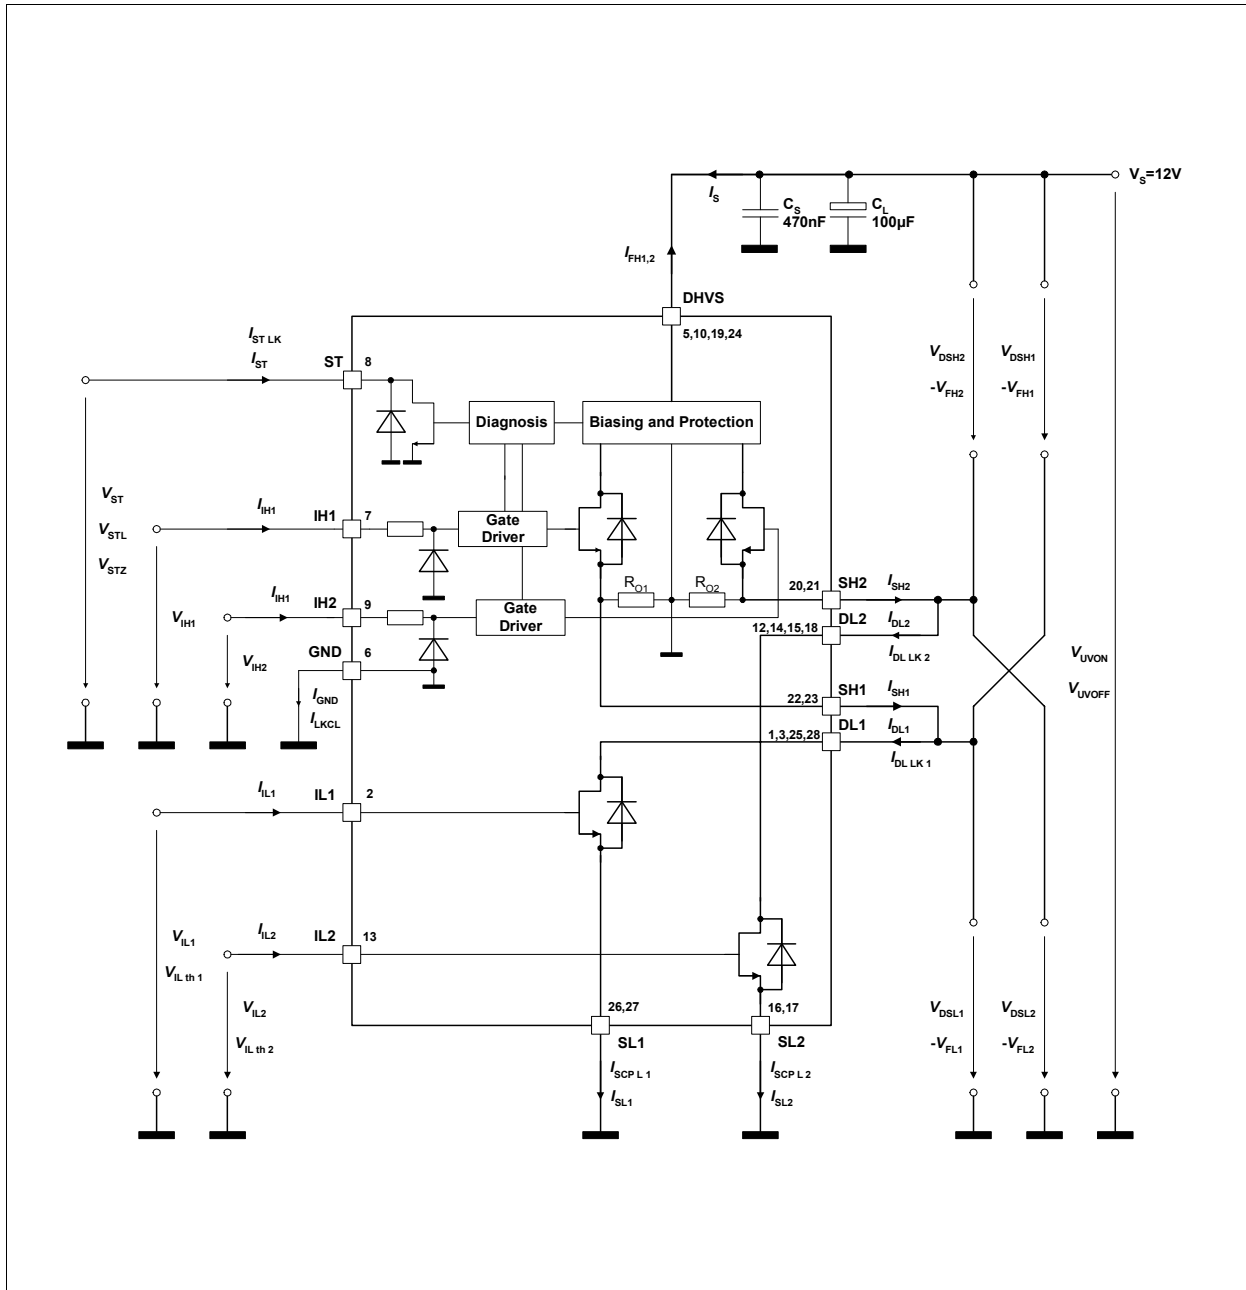 V_S=12V
I_S
C_S
470nF
C_L
100µF
I_FH1,2
DHVS
5,10,19,24
I_ST LK
I_ST
ST
8
V_DSH2
V_DSH1
-V_FH2
-V_FH1
Diagnosis
Biasing and Protection
V_ST
V_STL
V_STZ
I_IH1
IH1
7
Gate
Driver
R_O1
R_O2
20,21
SH2
I_SH2
I_IH1
IH2
9
Gate
Driver
DL2
I_DL2
12,14,15,18
I_DL LK 2
V_IH1
V_IH2
GND
6
I_GND
I_LKCL
V_UVON
V_UVOFF
SH1
I_SH1
22,23
DL1
I_DL1
1,3,25,28
I_DL LK 1
I_IL1
IL1
2
V_IL1
V_IL th 1
I_IL2
IL2
13
V_IL2
V_IL th 2
26,27
16,17
SL1
SL2
I_SCP L 1
I_SL1
I_SCP L 2
I_SL2
V_DSL1
V_DSL2
-V_FL1
-V_FL2